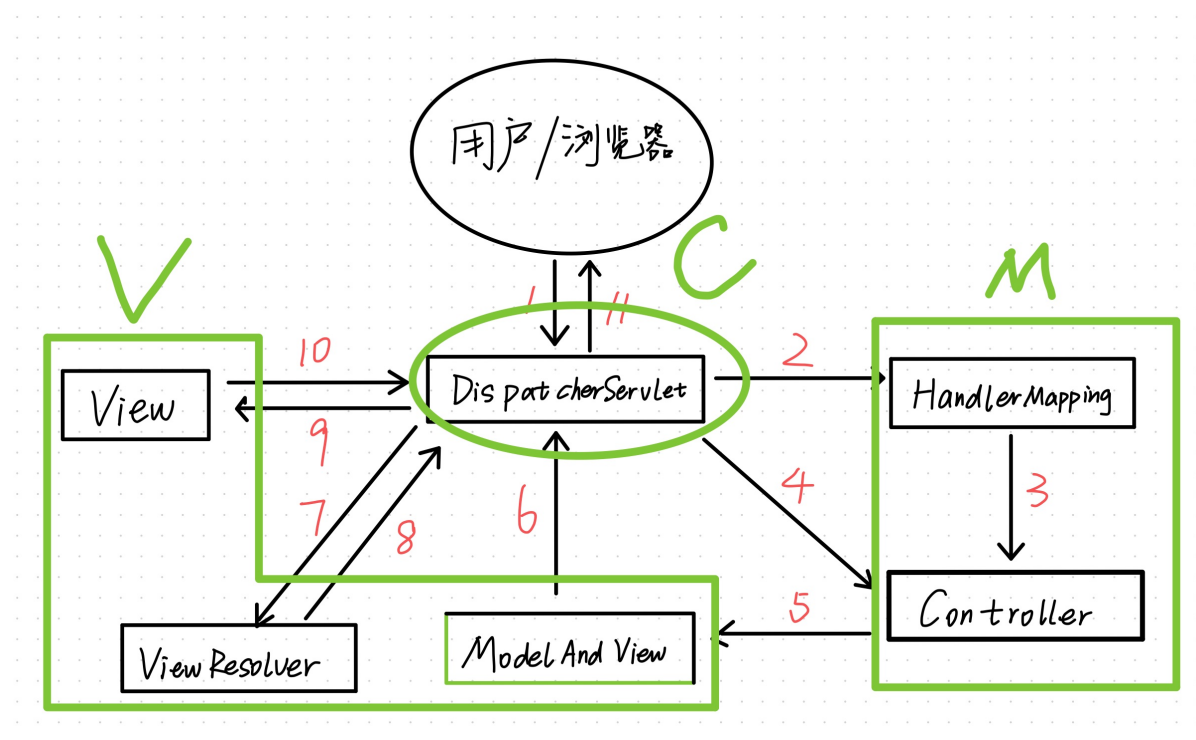 用户/浏览器
V
C
M
1
11
10
2
View
DispatcherServlet
HandlerMapping
9
7
8
6
4
3
5
Controller
ViewResolver
ModelAndView